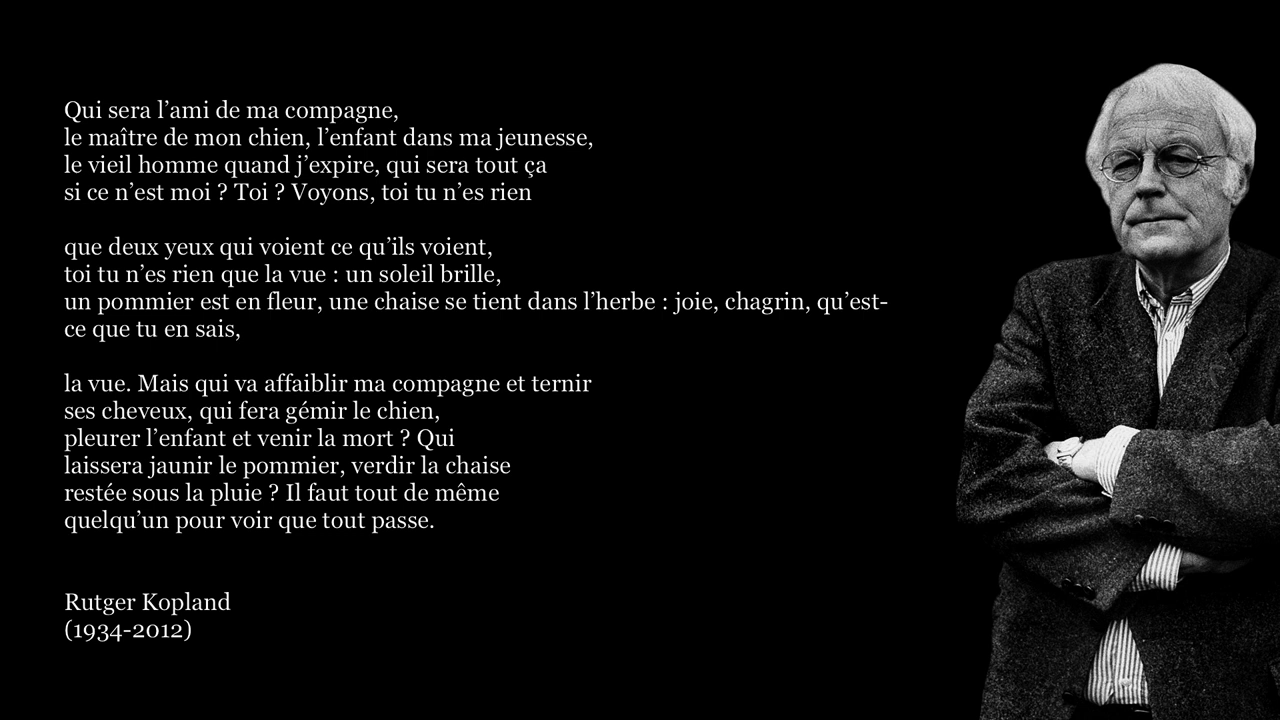 Qui sera l’ami de ma compagne,
le maître de mon chien, l’enfant dans ma jeunesse,
le vieil homme quand j’expire, qui sera tout ça
si ce n’est moi ? Toi ? Voyons, toi tu n’es rien
que deux yeux qui voient ce qu’ils voient,
toi tu n’es rien que la vue : un soleil brille,
un pommier est en fleur, une chaise se tient dans l’herbe : joie, chagrin, qu’est-
ce que tu en sais,
la vue. Mais qui va affaiblir ma compagne et ternir
ses cheveux, qui fera gémir le chien,
pleurer l’enfant et venir la mort ? Qui
laissera jaunir le pommier, verdir la chaise
restée sous la pluie ? Il faut tout de même
quelqu’un pour voir que tout passe.
Rutger Kopland
(1934-2012)